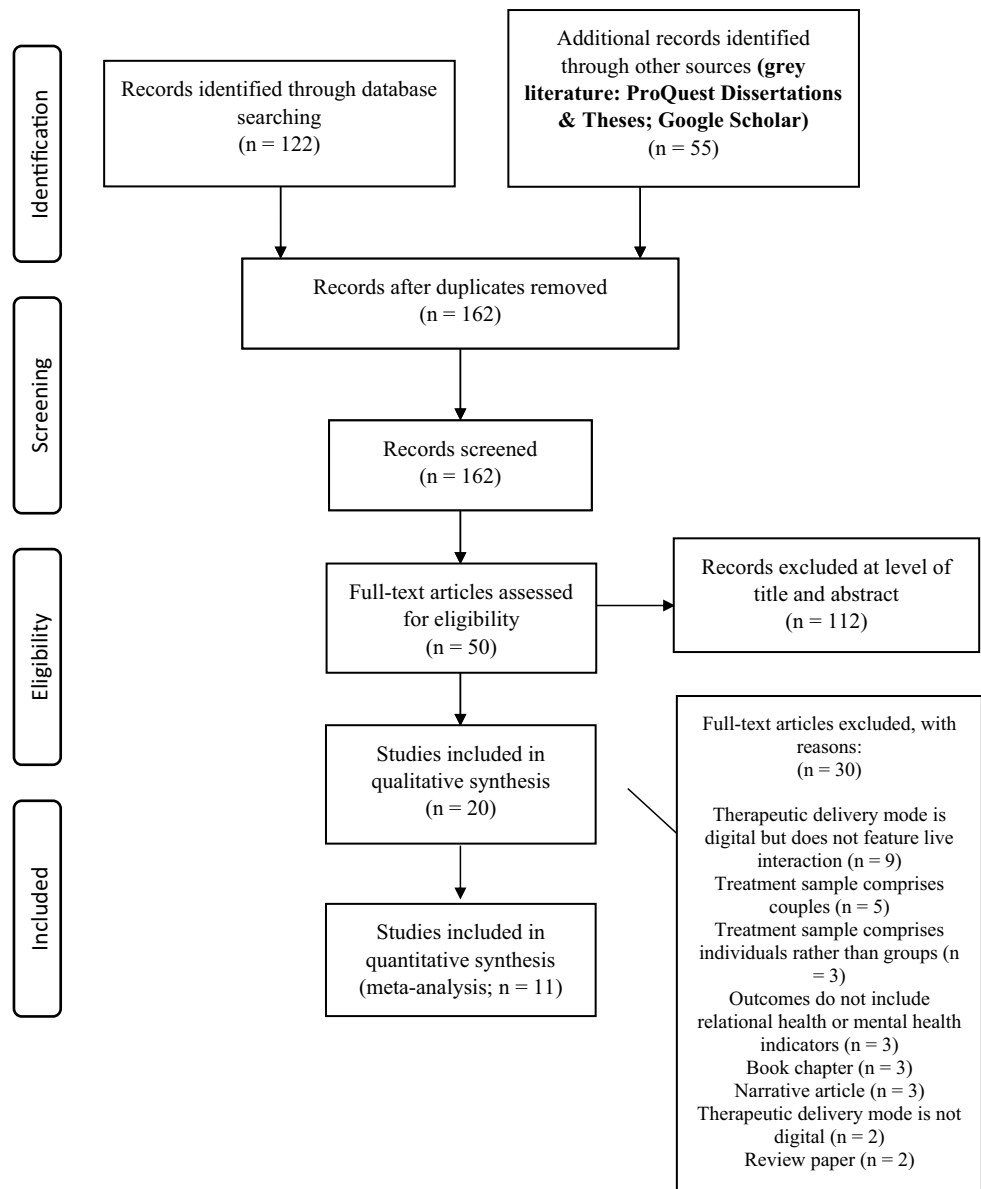 Identification
Records identified through database
searching
(n = 122)
Additional records identified
through other sources (grey
literature: ProQuest Dissertations
& Theses; Google Scholar)
(n = 55)
Records after duplicates removed
(n = 162)
Screening
Records screened
(n = 162)
Eligibility
Full-text articles assessed
for eligibility
(n = 50)
Records excluded at level of
title and abstract
(n = 112)
Studies included in
qualitative synthesis
(n = 20)
Full-text articles excluded, with
reasons:
(n = 30)
Therapeutic delivery mode is
digital but does not feature live
interaction (n = 9)
Treatment sample comprises
couples (n = 5)
Treatment sample comprises
individuals rather than groups (n
= 3)
Outcomes do not include
relational health or mental health
indicators (n = 3)
Book chapter (n = 3)
Narrative article (n = 3)
Therapeutic delivery mode is not
digital (n = 2)
Review paper (n = 2)
Included
Studies included in
quantitative synthesis
(meta-analysis; n = 11)